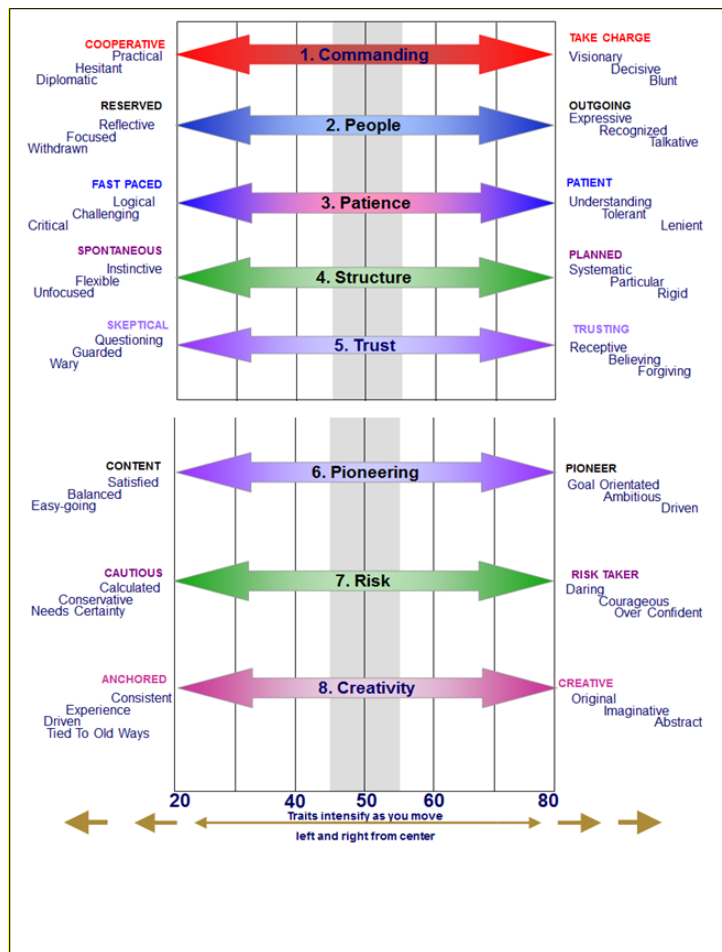 COOPERATIVE
Practical
Hesitant
Diplomatic
1. Commanding
TAKE CHARGE
Visionary
Decisive
Blunt
RESERVED
Reflective
Focused
Withdrawn
2. People
OUTGOING
Expressive
Recognized
Talkative
FAST PACED
Logical
Challenging
Critical
3. Patience
PATIENT
Understanding
Tolerant
Lenient
SPONTANEOUS
Instinctive
Flexible
Unfocused
4. Structure
PLANNED
Systematic
Particular
Rigid
SKEPTICAL
Questioning
Guarded
Wary
5. Trust
TRUSTING
Receptive
Believing
Forgiving
CONTENT
Satisfied
Balanced
Easy-going
6. Pioneering
PIONEER
Goal Orientated
Ambitious
Driven
CAUTIOUS
Calculated
Conservative
Needs Certainty
7. Risk
RISK TAKER
Daring
Courageous
Over Confident
ANCHORED
Consistent
Experience
Driven
Tied To Old Ways
8. Creativity
CREATIVE
Original
Imaginative
Abstract
20 40 50 60 80
Traits intensify as you move
left and right from center